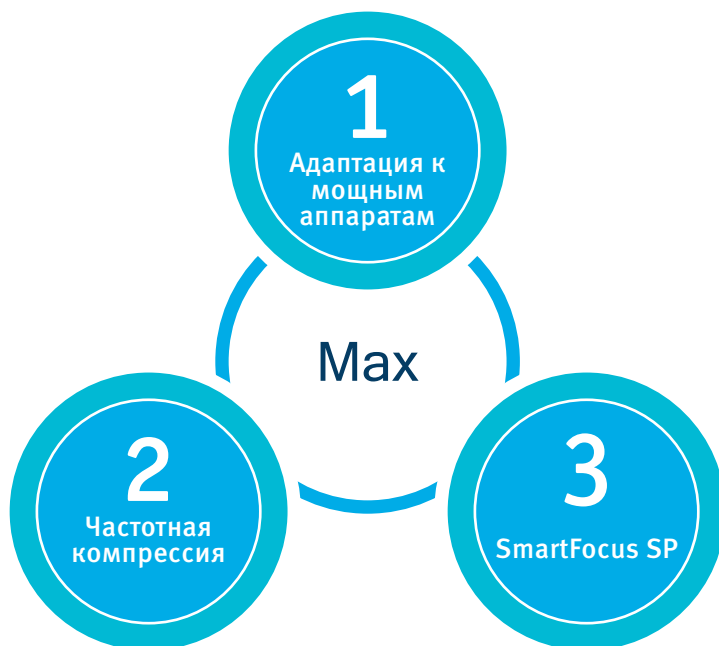 1
Адаптация к
мощным
аппаратам
Max
2
Частотная
компрессия
3
SmartFocus SP